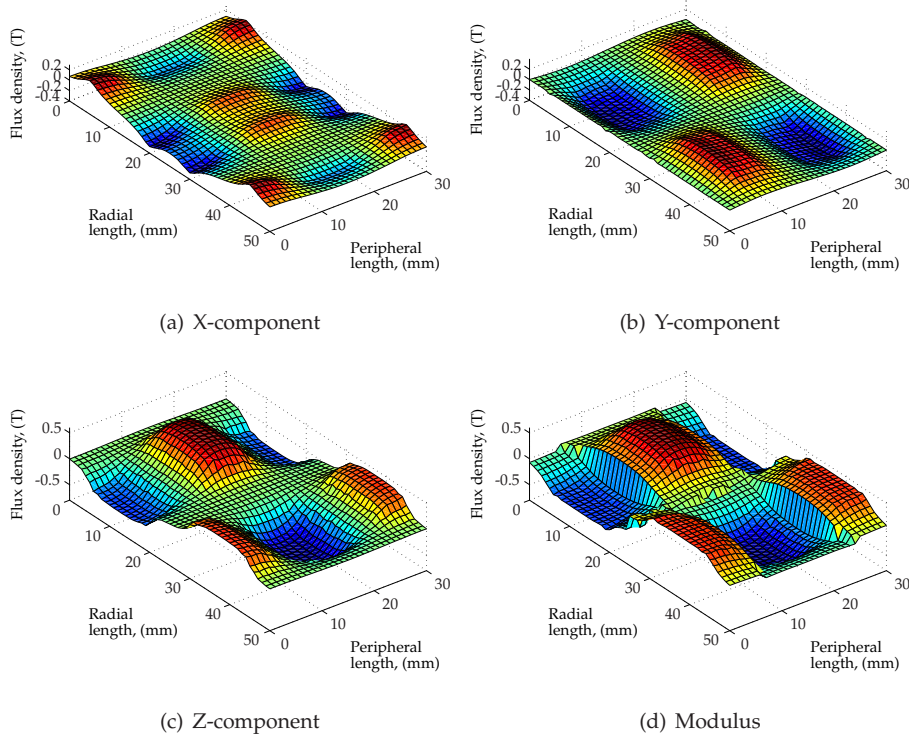 Flux density, (T)
0.2
0
-0.2
-0.4
0
10
20
30
40
50
0
10
20
30
Radial
length, (mm)
Peripheral
length, (mm)
(a) X-component
Flux density, (T)
0.2
0
-0.2
-0.4
0
10
20
30
40
50
0
10
20
30
Radial
length, (mm)
Peripheral
length, (mm)
(b) Y-component
Flux density, (T)
0.5
0
-0.5
0
10
20
30
40
50
0
10
20
30
Radial
length, (mm)
Peripheral
length, (mm)
(c) Z-component
Flux density, (T)
0.5
0
-0.5
0
10
20
30
40
50
0
10
20
30
Radial
length, (mm)
Peripheral
length, (mm)
(d) Modulus